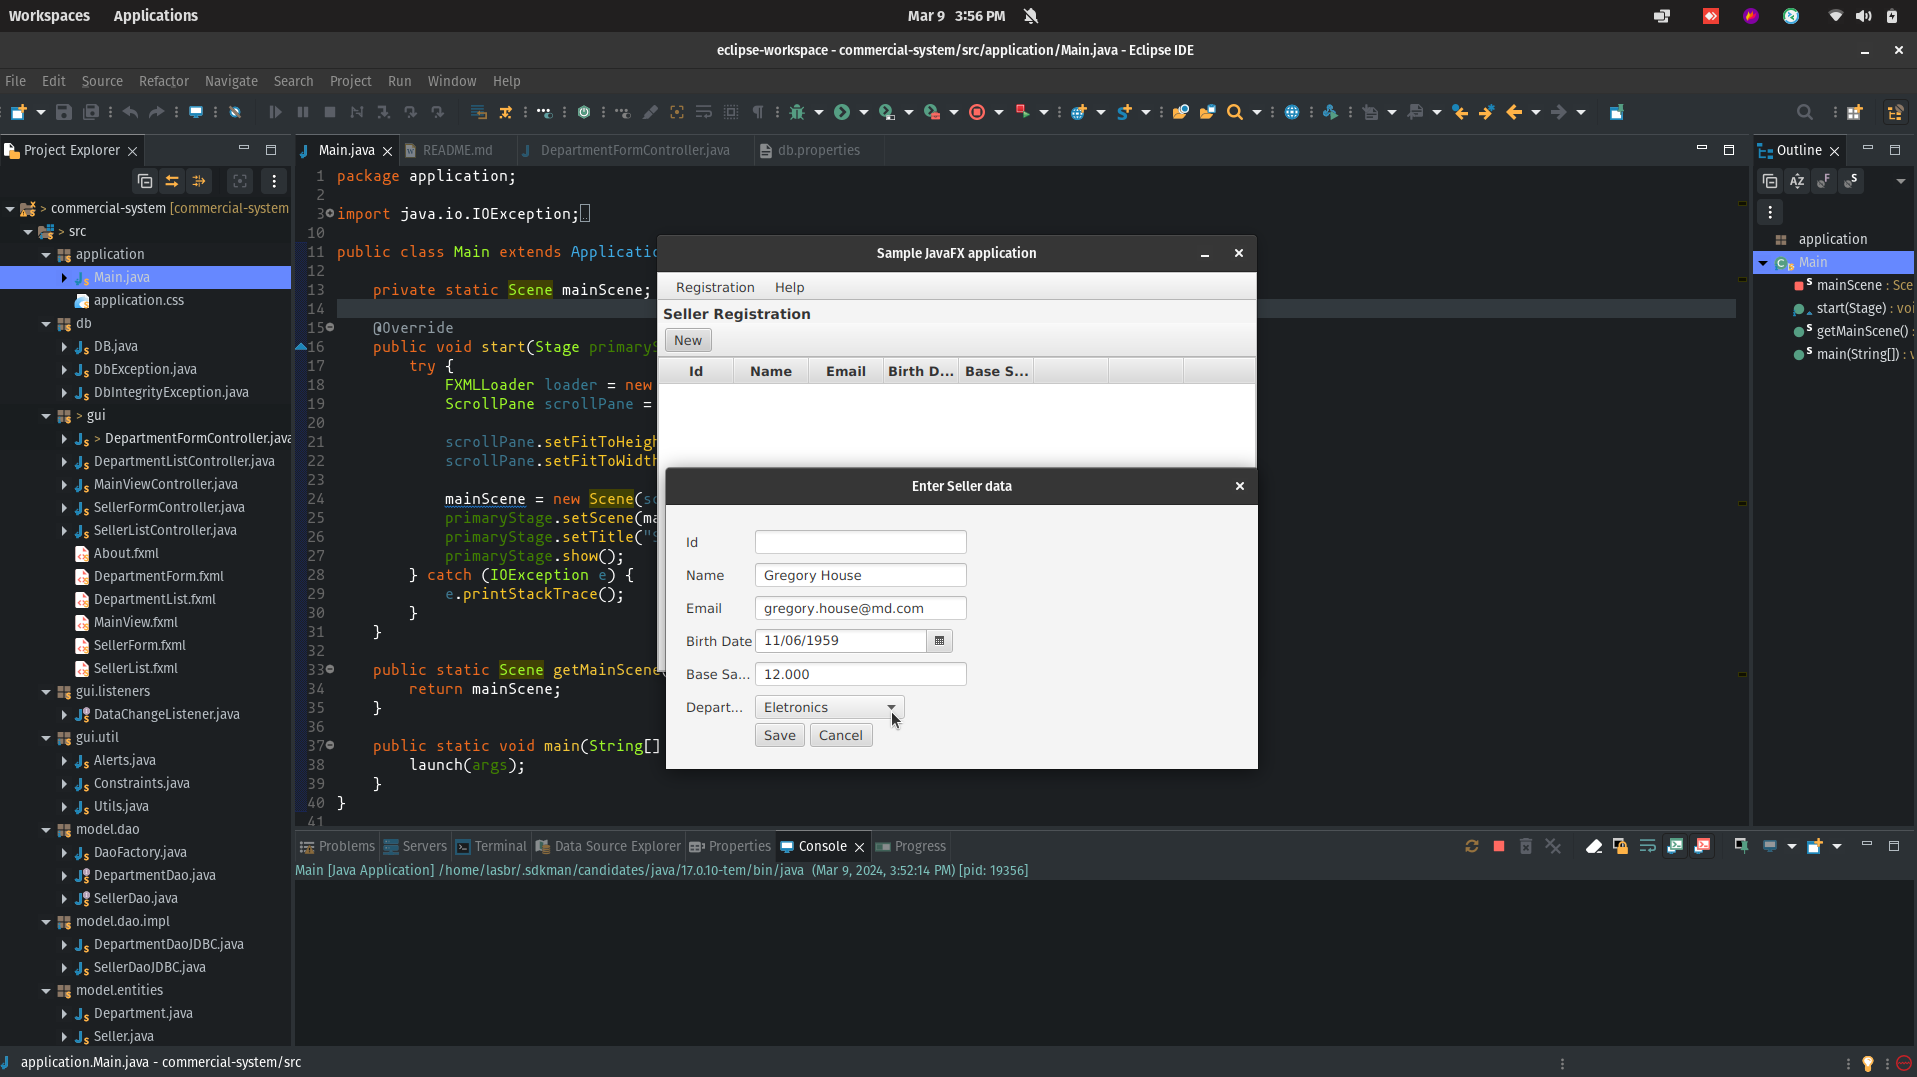 Workspaces Applications Mar 9 3:56 PM
eclipse-workspace - commercial-system/src/application/Main.java - Eclipse IDE
File Edit Source Refactor Navigate Search Project Run Window Help
Project Explorer
Main.java README.md DepartmentFormController.java db.properties
Outline
> commercial-system [commercial-system
> src
application
Main.java
application.css
db
DB.java
DbException.java
DbIntegrityException.java
> gui
> DepartmentFormController.java
DepartmentListController.java
MainViewController.java
SellerFormController.java
SellerListController.java
About.fxml
DepartmentForm.fxml
DepartmentList.fxml
MainView.fxml
SellerForm.fxml
SellerList.fxml
gui.listeners
DataChangeListener.java
gui.util
Alerts.java
Constraints.java
Utils.java
model.dao
DaoFactory.java
DepartmentDao.java
SellerDao.java
model.dao.impl
DepartmentDaoJDBC.java
SellerDaoJDBC.java
model.entities
Department.java
Seller.java
1 package application;
2
3 import java.io.IOException;
10
11 public class Main extends Applicatio
12
13 private static Scene mainScene;
14
15 @Override
16 public void start(Stage primaryS
17 try {
18 FXMLLoader loader = new
19 ScrollPane scrollPane =
20
21 scrollPane.setFitToHeigh
22 scrollPane.setFitToWidth
23
24 mainScene = new Scene(sc
25 primaryStage.setScene(ma
26 primaryStage.setTitle("S
27 primaryStage.show();
28 } catch (IOException e) {
29 e.printStackTrace();
30 }
31 }
32
33 public static Scene getMainScene(
34 return mainScene;
35 }
36
37 public static void main(String[]
38 launch(args);
39 }
40 }
41
Sample JavaFX application
Registration Help
Seller Registration
New
Id Name Email Birth D... Base S...
Enter Seller data
Id
Name Gregory House
Email gregory.house@md.com
Birth Date 11/06/1959
Base Sa... 12.000
Depart... Eletronics
Save Cancel
application
Main
mainScene : Sce
start(Stage) : voi
getMainScene() :
main(String[]) : v
Problems Servers Terminal Data Source Explorer Properties Console Progress
Main [Java Application] /home/lasbr/.sdkman/candidates/java/17.0.10-tem/bin/java (Mar 9, 2024, 3:52:14 PM) [pid: 19356]
application.Main.java - commercial-system/src